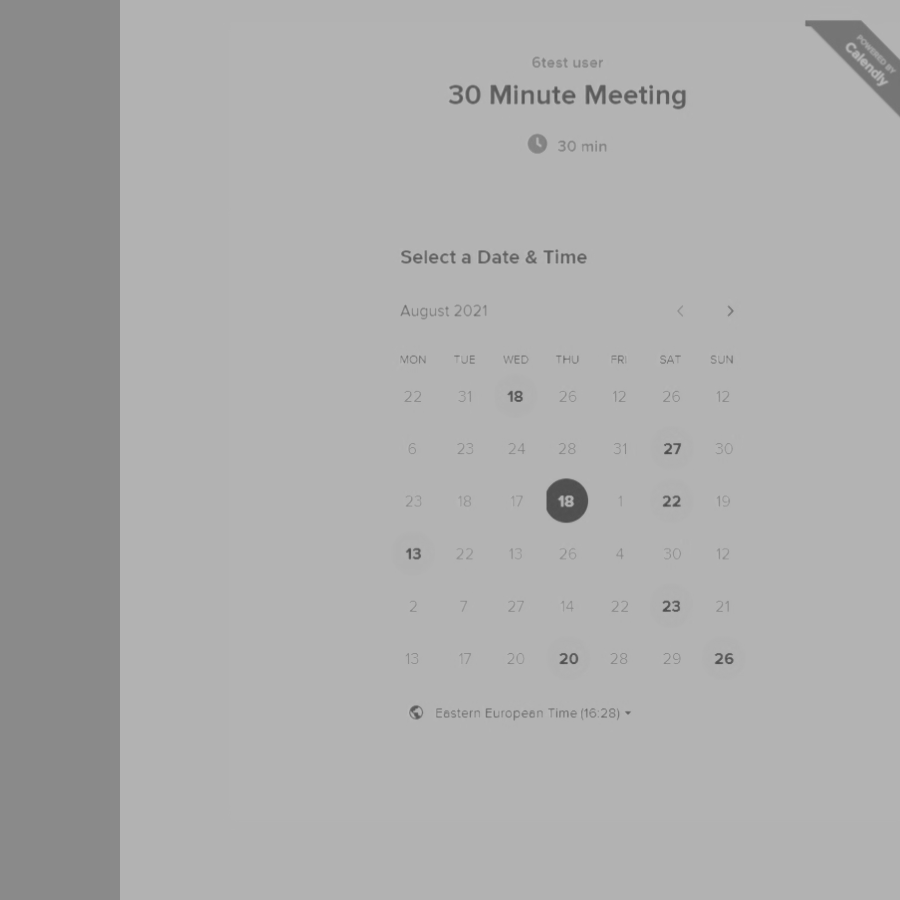 POWERED BY
Calendly
6test user
30 Minute Meeting
30 min
Select a Date & Time
August 2021
MON TUE WED THU FRI SAT SUN
22 31 18 26 12 26 12
6 23 24 28 31 27 30
23 18 17 18 1 22 19
13 22 13 26 4 30 12
2 7 27 14 22 23 21
13 17 20 20 28 29 26
Eastern European Time (16:28)